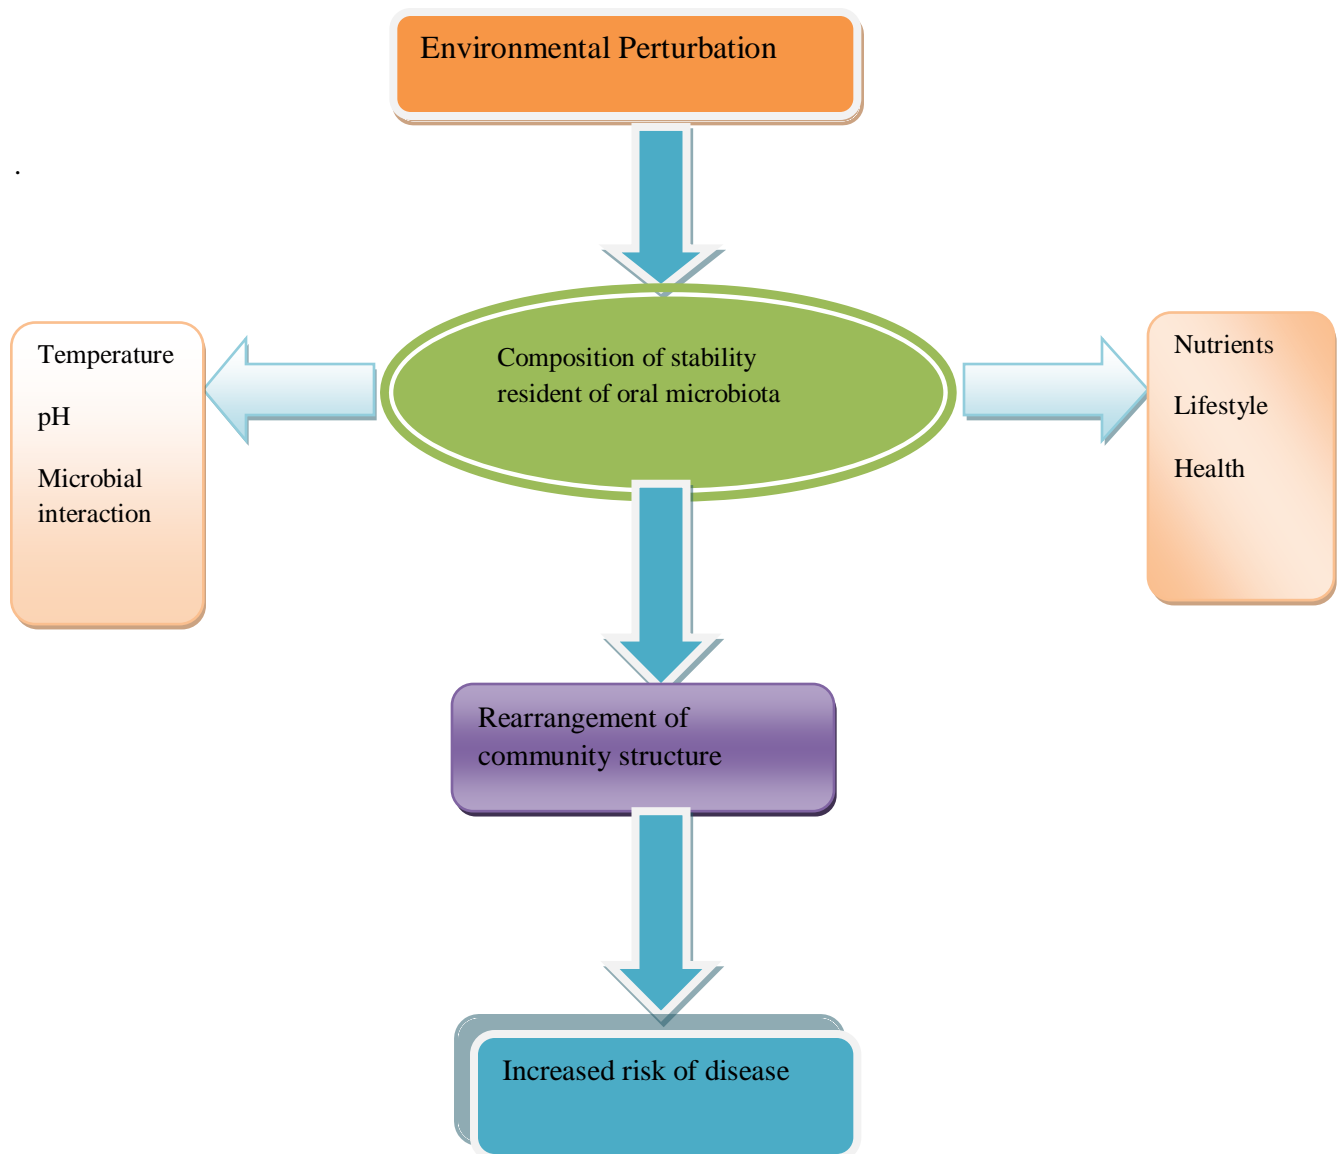 Environmental Perturbation
.
Composition of stability
resident of oral microbiota
Temperature
pH
Microbial
interaction
Nutrients
Lifestyle
Health
Rearrangement of
community structure
Increased risk of disease